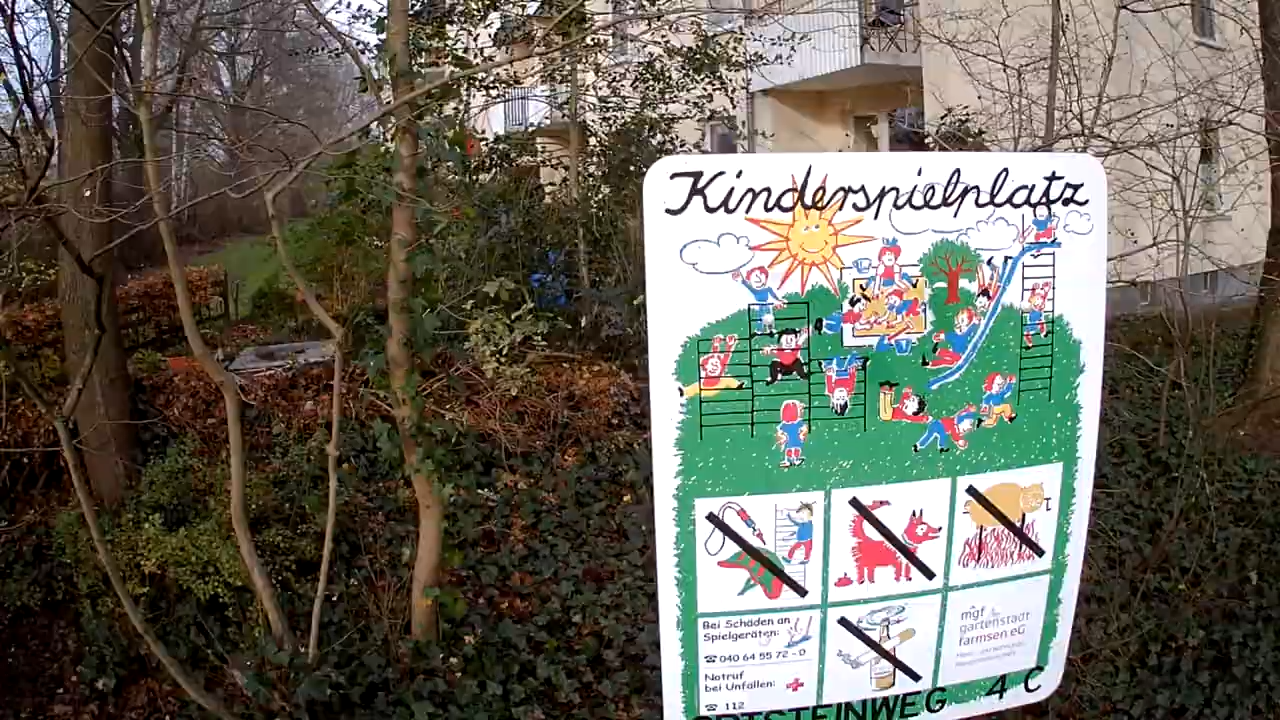 Kinderspielplatz
Bei Schäden an
Spielgeräten:
☎ 040 64 55 72 - 0
Notruf
bei Unfällen:
☎ 112
mgf
gartenstadt
farmsen eG
4 C